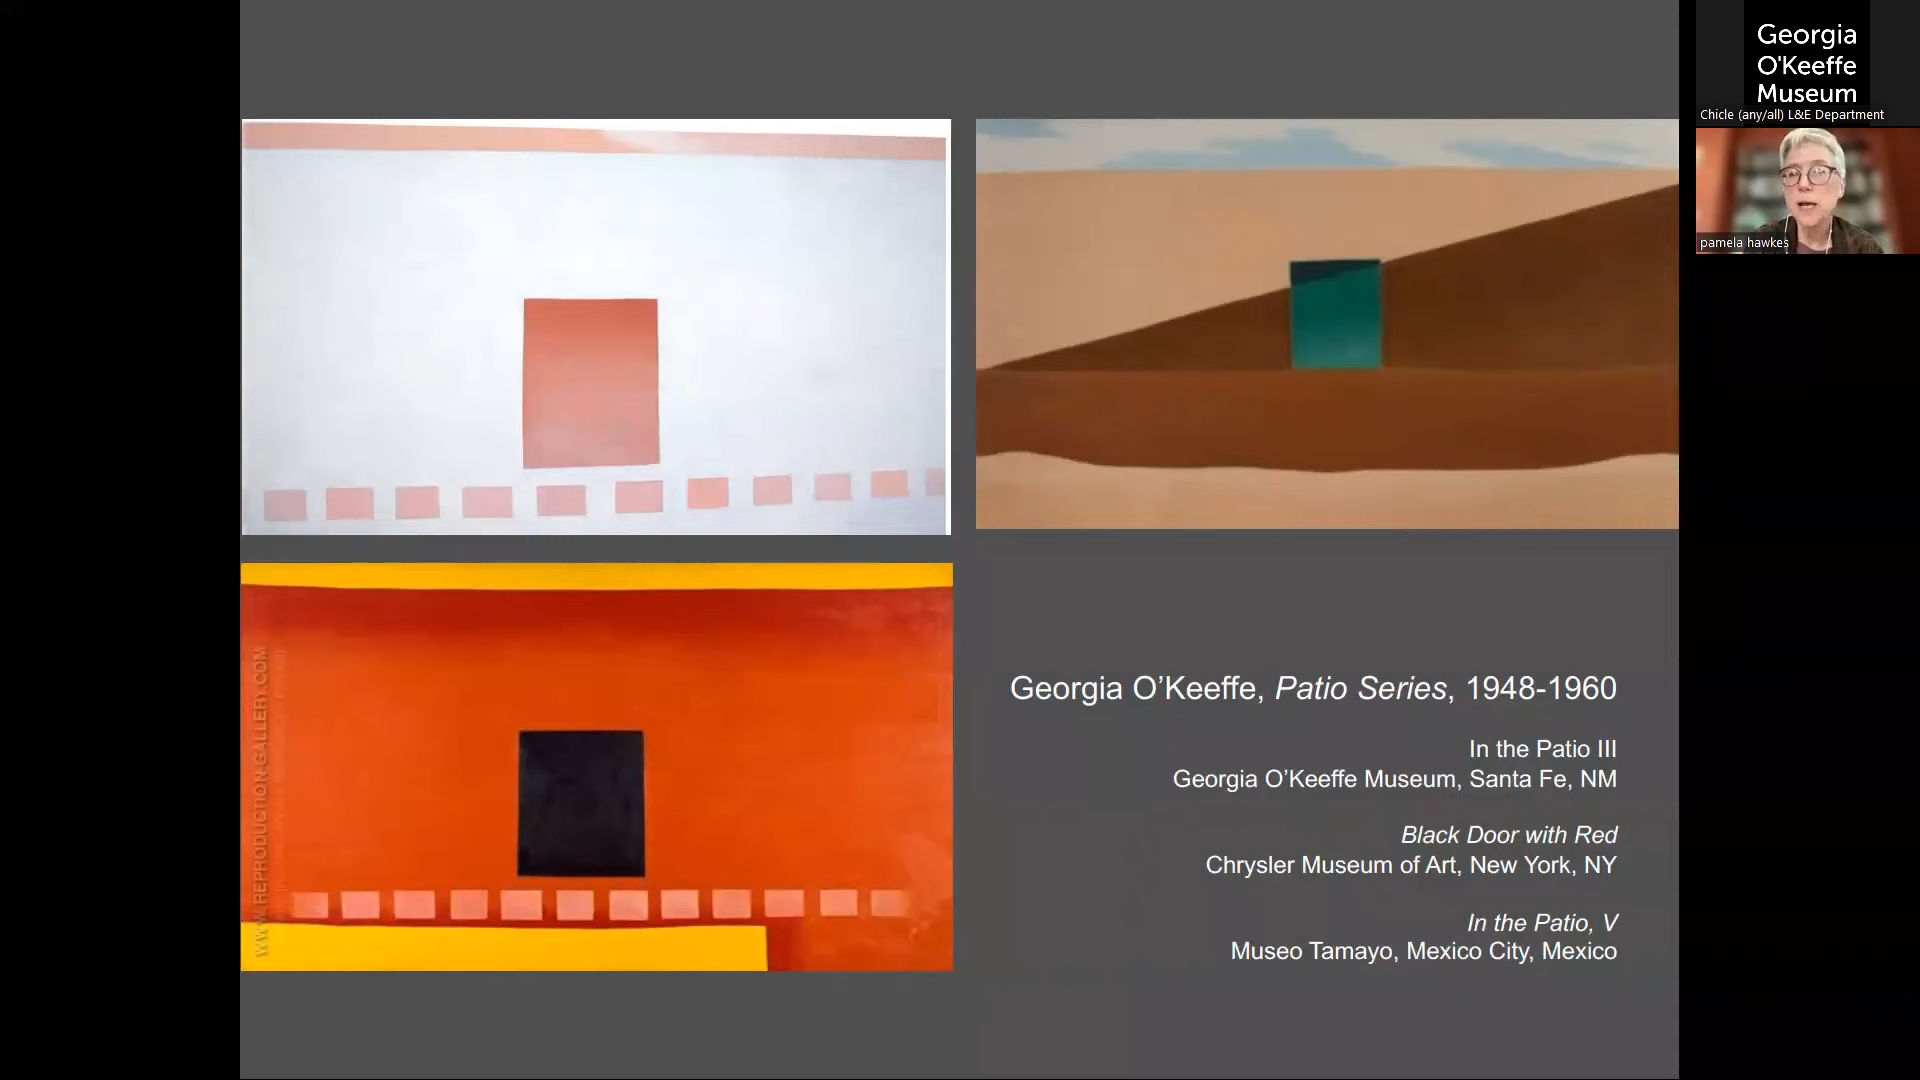 Georgia
O'Keeffe
Museum
Chicle (any/all) L&E Department
pamela hawkes
WWW.REPRODUCTION-GALLERY.COM
Georgia O’Keeffe, Patio Series, 1948-1960
In the Patio III
Georgia O’Keeffe Museum, Santa Fe, NM
Black Door with Red
Chrysler Museum of Art, New York, NY
In the Patio, V
Museo Tamayo, Mexico City, Mexico